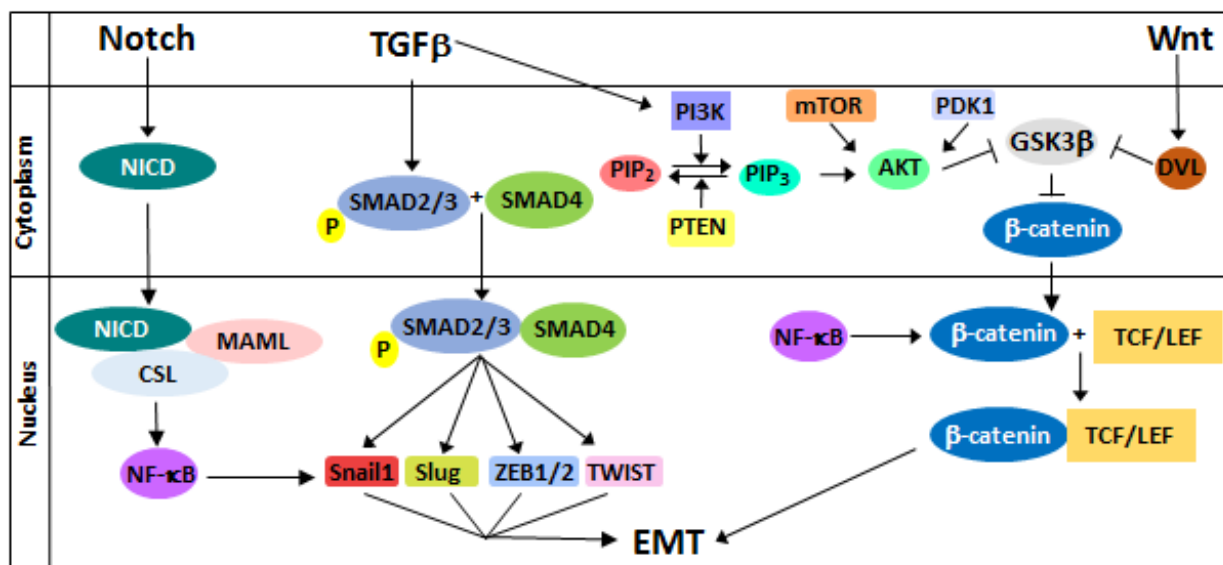 Notch
TGFβ
Wnt
Cytoplasm
PI3K
mTOR
PDK1
GSK3β
NICD
PIP₂
PIP₃
AKT
DVL
SMAD2/3 + SMAD4
P
PTEN
β-catenin
Nucleus
NICD
MAML
CSL
SMAD2/3 SMAD4
P
NF-κB
β-catenin + TCF/LEF
β-catenin TCF/LEF
NF-κB
Snail1 Slug ZEB1/2 TWIST
EMT